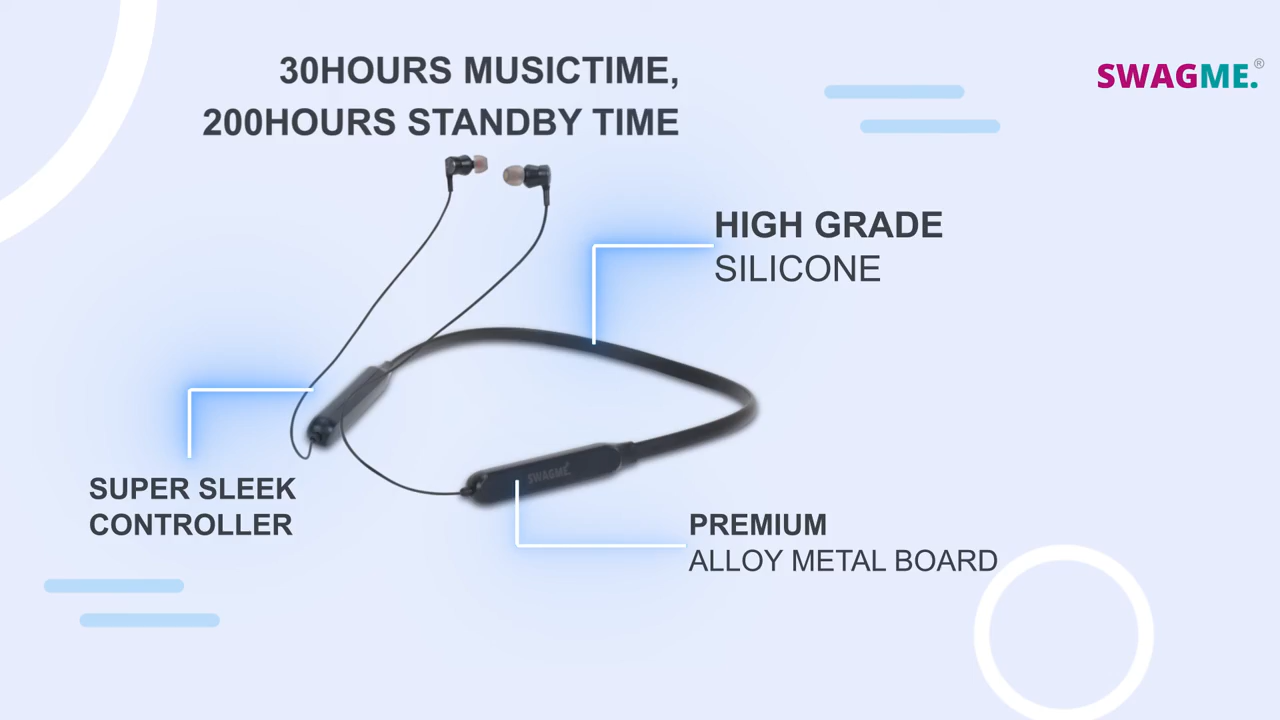 30HOURS MUSICTIME,
200HOURS STANDBY TIME
SWAGME.®
HIGH GRADE
SILICONE
SUPER SLEEK
CONTROLLER
SWAGME.
PREMIUM
ALLOY METAL BOARD